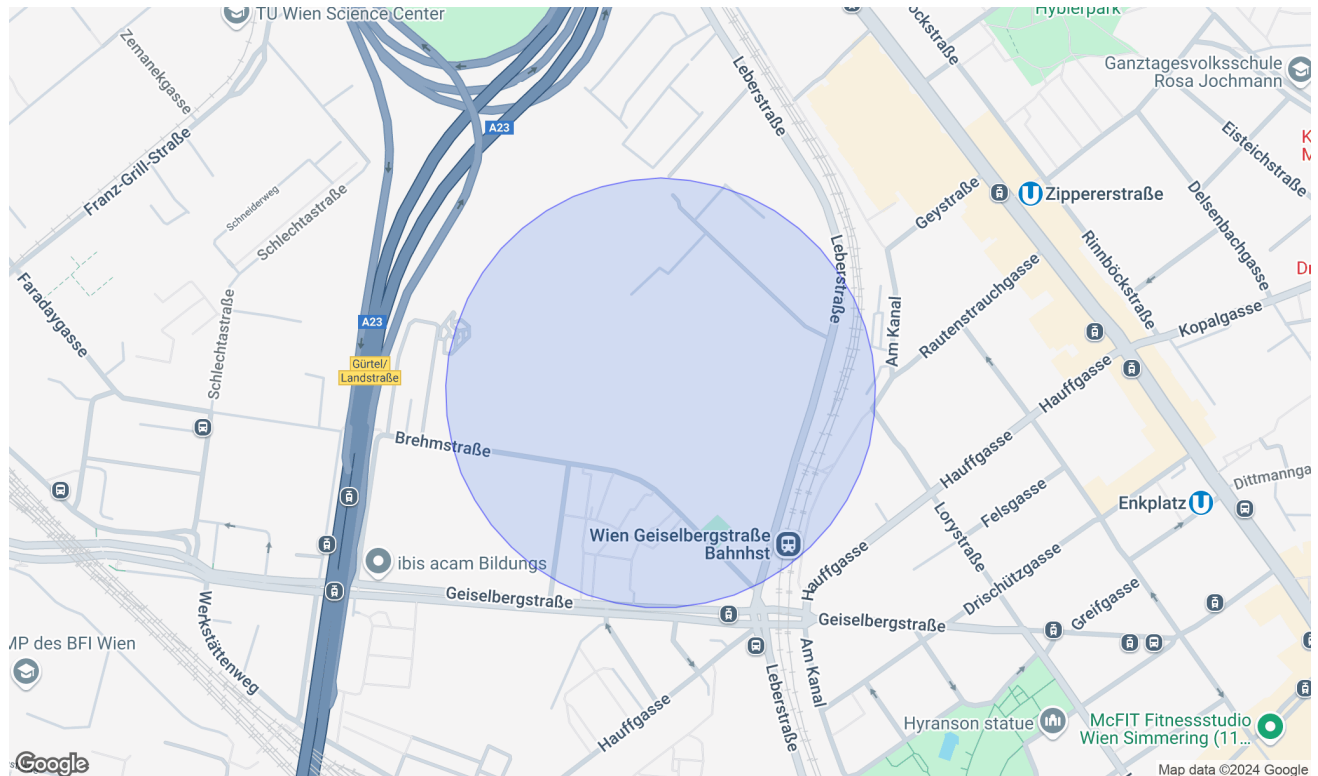 TU Wien Science Center
Zemanekgasse
Franz-Grill-Straße
Schneiderweg
Schlechtastraße
Faradaygasse
Schlechtastraße
A23
A23
Gürtel/
Landstraße
Leberstraße
Hyblerpark
Ganztagesvolksschule
Rosa Jochmann
Eisteichstraße
Delsenbachgasse
Zippererstraße
Geystraße
Rinnböckstraße
Leberstraße
Am Kanal
Rautenstrauchgasse
Kopalgasse
Hauffgasse
Brehmstraße
Hauffgasse
Felsgasse
Lorystraße
Enkplatz
Dittmannga
Wien Geiselbergstraße
Bahnhst
ibis acam Bildungs
Hauffgasse
Drischützgasse
Greifgasse
Geiselbergstraße
Geiselbergstraße
Werkstättenweg
MP des BFI Wien
Am Kanal
Leberstraße
Hauffgasse
Hyranson statue
McFIT Fitnessstudio
Wien Simmering (11...
Google
Map data ©2024 Google